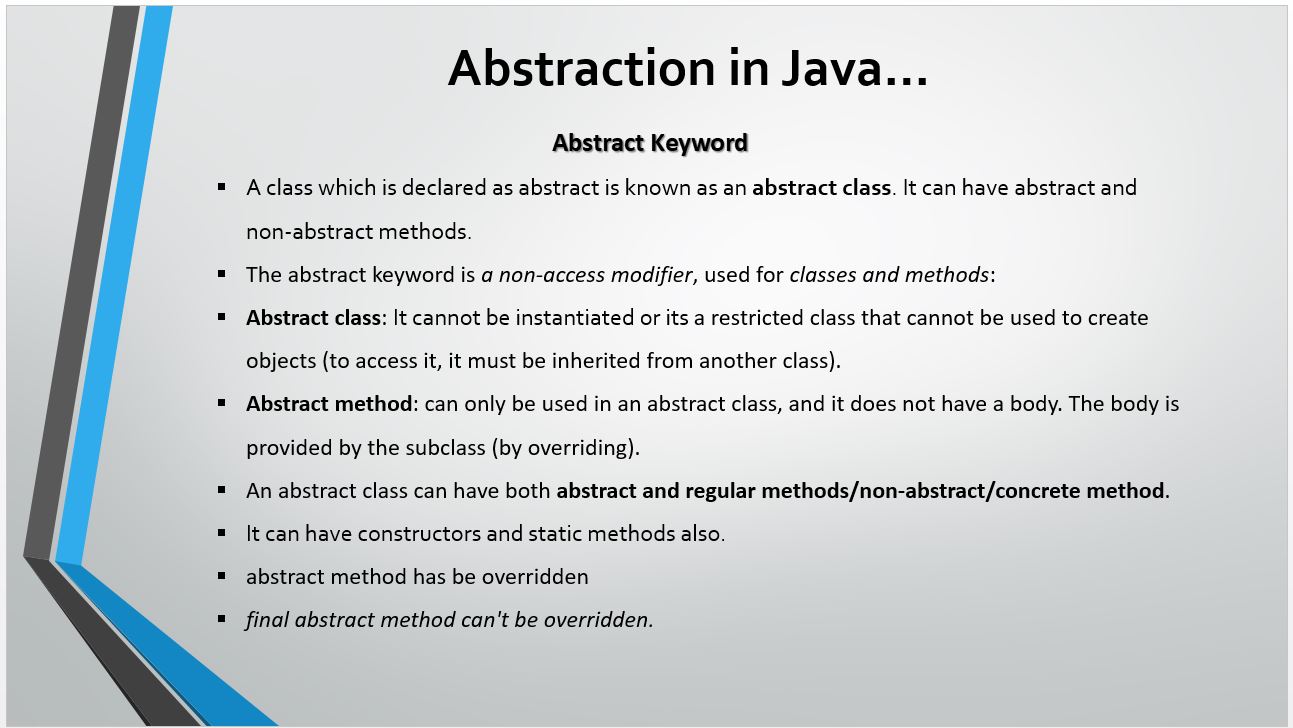 Abstraction in Java...
Abstract Keyword
▪ A class which is declared as abstract is known as an abstract class. It can have abstract and
non-abstract methods.
▪ The abstract keyword is a non-access modifier, used for classes and methods:
▪ Abstract class: It cannot be instantiated or its a restricted class that cannot be used to create
objects (to access it, it must be inherited from another class).
▪ Abstract method: can only be used in an abstract class, and it does not have a body. The body is
provided by the subclass (by overriding).
▪ An abstract class can have both abstract and regular methods/non-abstract/concrete method.
▪ It can have constructors and static methods also.
▪ abstract method has be overridden
▪ final abstract method can't be overridden.